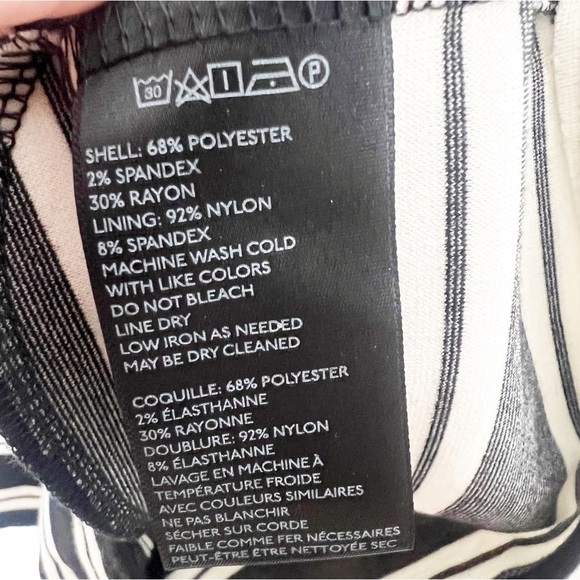 30 P
SHELL: 68% POLYESTER
2% SPANDEX
30% RAYON
LINING: 92% NYLON
8% SPANDEX
MACHINE WASH COLD
WITH LIKE COLORS
DO NOT BLEACH
LINE DRY
LOW IRON AS NEEDED
MAY BE DRY CLEANED
COQUILLE: 68% POLYESTER
2% ÉLASTHANNE
30% RAYONNE
DOUBLURE: 92% NYLON
8% ÉLASTHANNE
LAVAGE EN MACHINE À
TEMPÉRATURE FROIDE
AVEC COULEURS SIMILAIRES
NE PAS BLANCHIR
SÉCHER SUR CORDE
FAIBLE COMME FER NÉCESSAIRES
PEUT-ÊTRE ÊTRE NETTOYÉ SEC